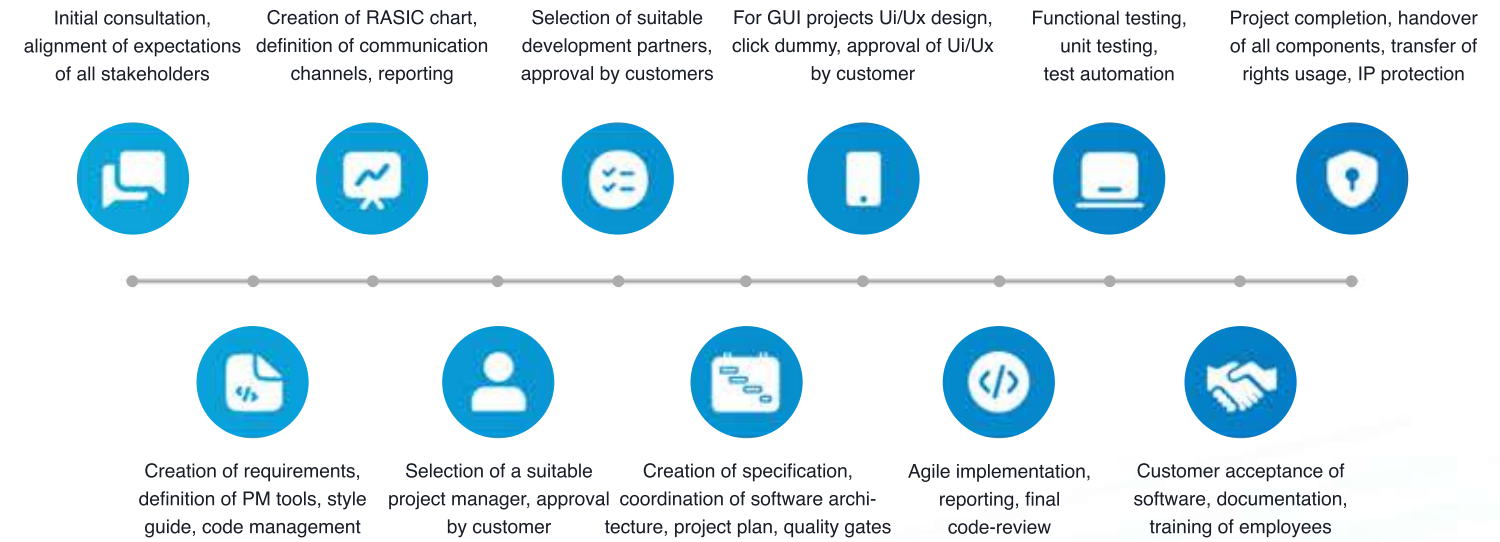 Initial consultation,
alignment of expectations
of all stakeholders
Creation of RASIC chart,
definition of communication
channels, reporting
Selection of suitable
development partners,
approval by customers
For GUI projects Ui/Ux design,
click dummy, approval of Ui/Ux
by customer
Functional testing,
unit testing,
test automation
Project completion, handover
of all components, transfer of
rights usage, IP protection
Creation of requirements,
definition of PM tools, style
guide, code management
Selection of a suitable
project manager, approval
by customer
Creation of specification,
coordination of software archi-
tecture, project plan, quality gates
Agile implementation,
reporting, final
code-review
Customer acceptance of
software, documentation,
training of employees